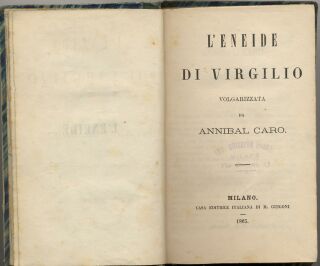 L'ENEIDE
DI VIRGILIO
VOLGARIZZATA
DA
ANNIBAL CARO.
MILANO.
CASA EDITRICE ITALIANA DI M. GUIGONI
1863.